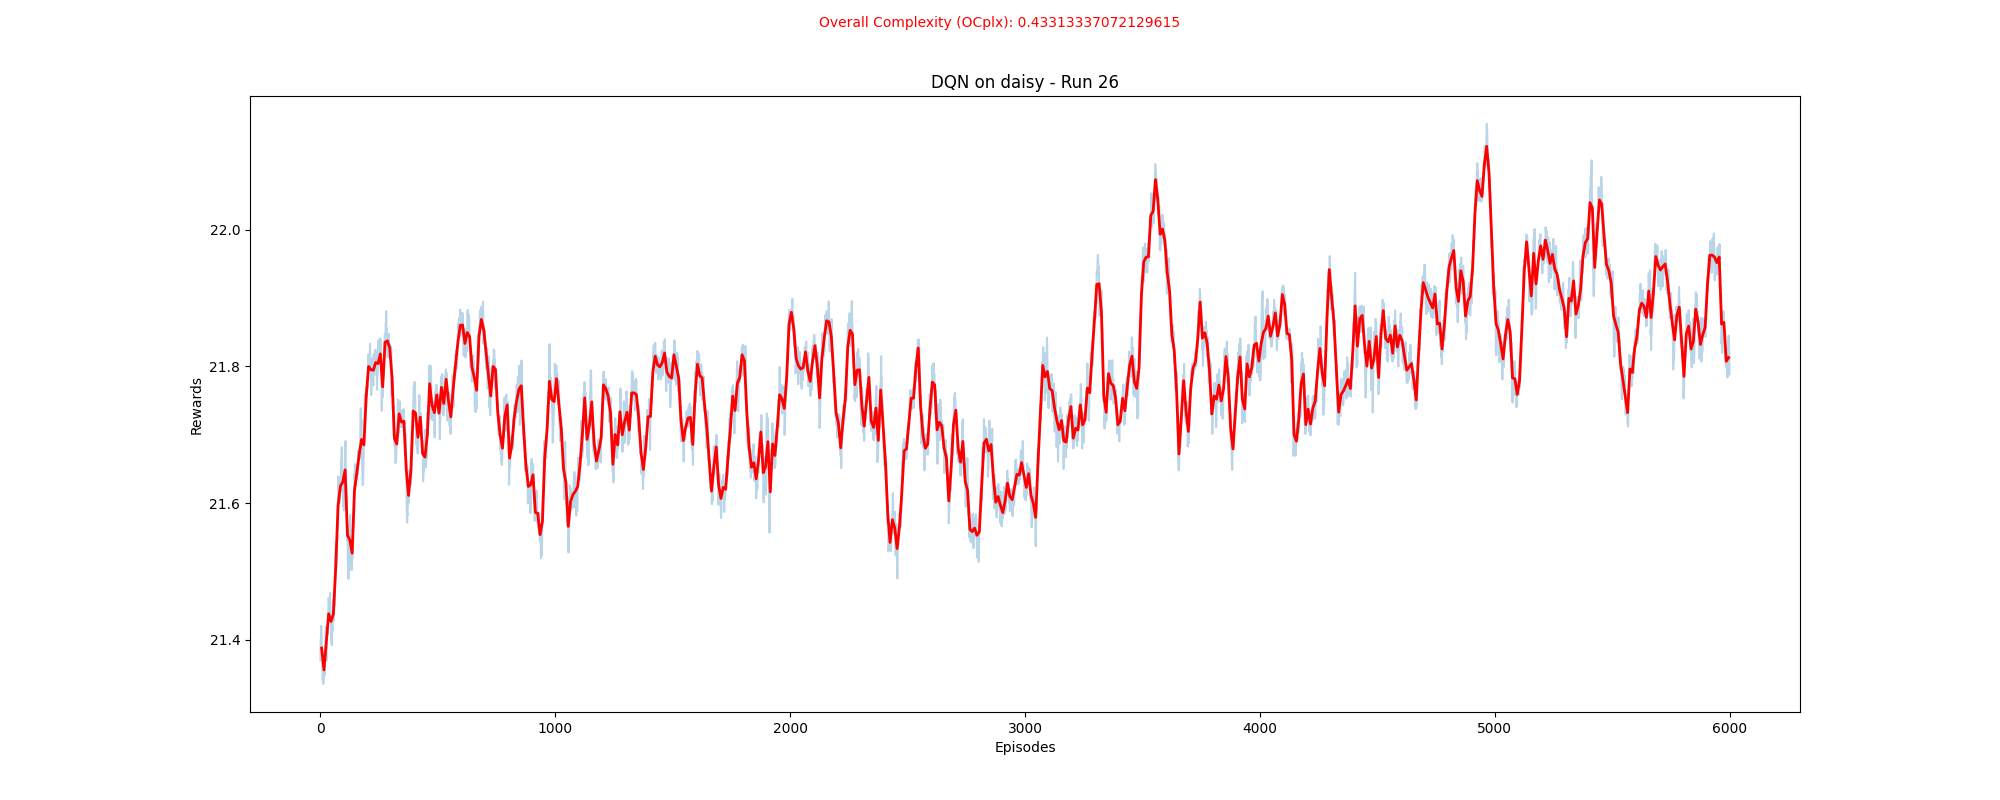 Overall Complexity (OCplx): 0.43313337072129615
DQN on daisy - Run 26
Rewards
22.0
21.8
21.6
21.4
0 1000 2000 3000 4000 5000 6000
Episodes